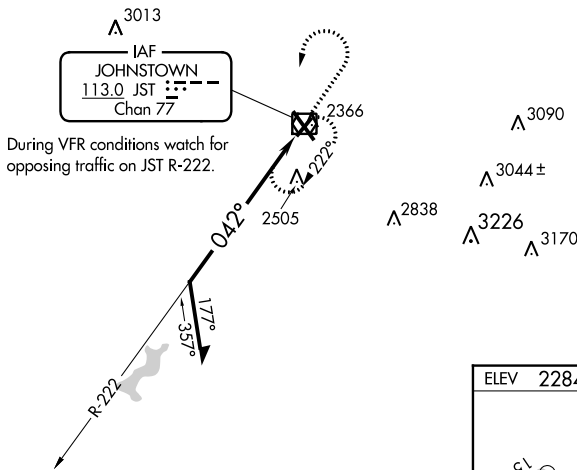 3013
IAF
JOHNSTOWN
113.0 JST
Chan 77
2366
During VFR conditions watch for
opposing traffic on JST R-222.
3090
222°
3044±
2505
2838
3226
3170
042°
177°
357°
R-222
ELEV 2284